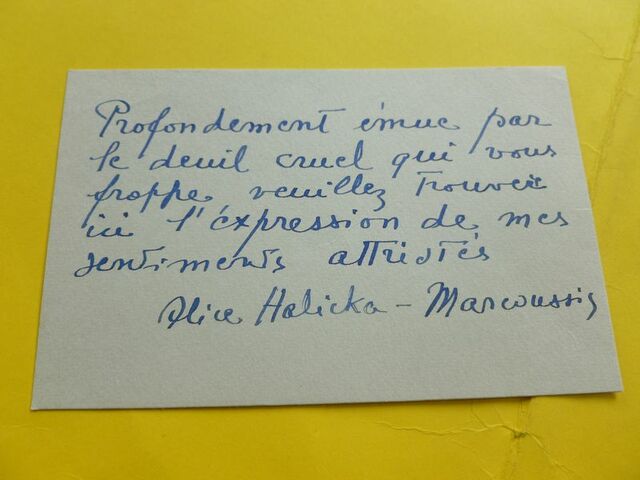 Profondement émue par
le deuil cruel qui vous
frappe, veuillez trouver
ici l'éxpression de mes
sentiments attristés
Alice Halicka - Marcoussis